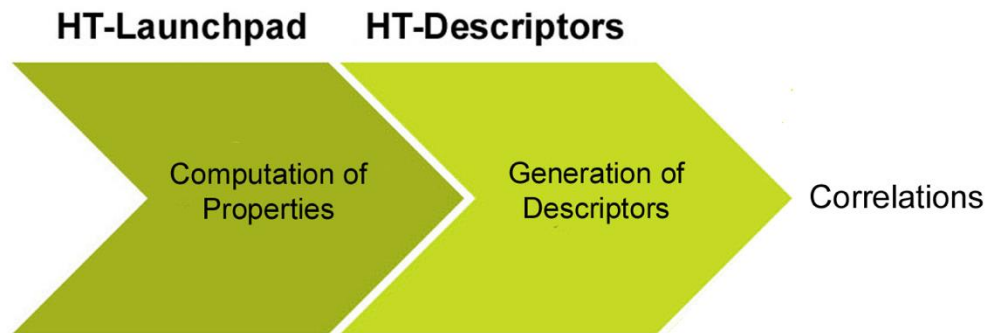 HT-Launchpad HT-Descriptors
Computation of
Properties
Generation of
Descriptors
Correlations